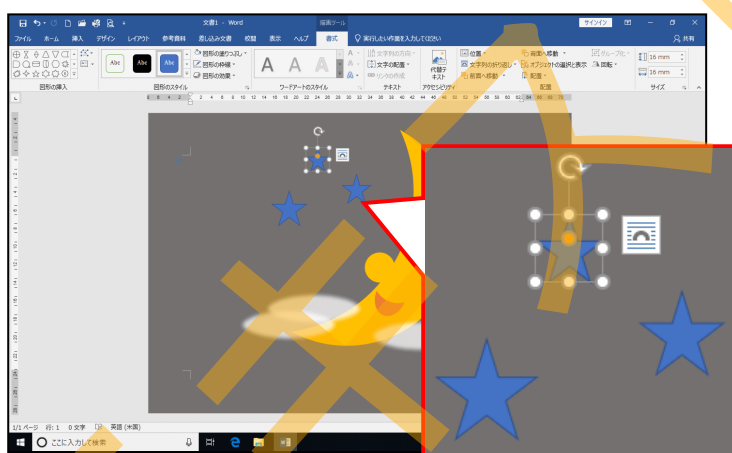 文書1 - Word
描画ツール
サインイン
ファイル ホーム 挿入 デザイン レイアウト 参考資料 差し込み文書 校閲 表示 ヘルプ 書式 実行したい作業を入力してください
共有
Abc Abc Abc
図形の塗りつぶし
図形の枠線
図形の効果
A A A
文字列の方向
文字の配置
リンクの作成
代替テ
キスト
位置
文字列の折り返し
前面へ移動
背面へ移動
オブジェクトの選択と表示
配置
グループ化
回転
16 mm
16 mm
図形の挿入 図形のスタイル ワードアートのスタイル テキスト アクセシビリティ 配置 サイズ
1/1 ページ 行: 1 0 文字 英語 (米国)
ここに入力して検索